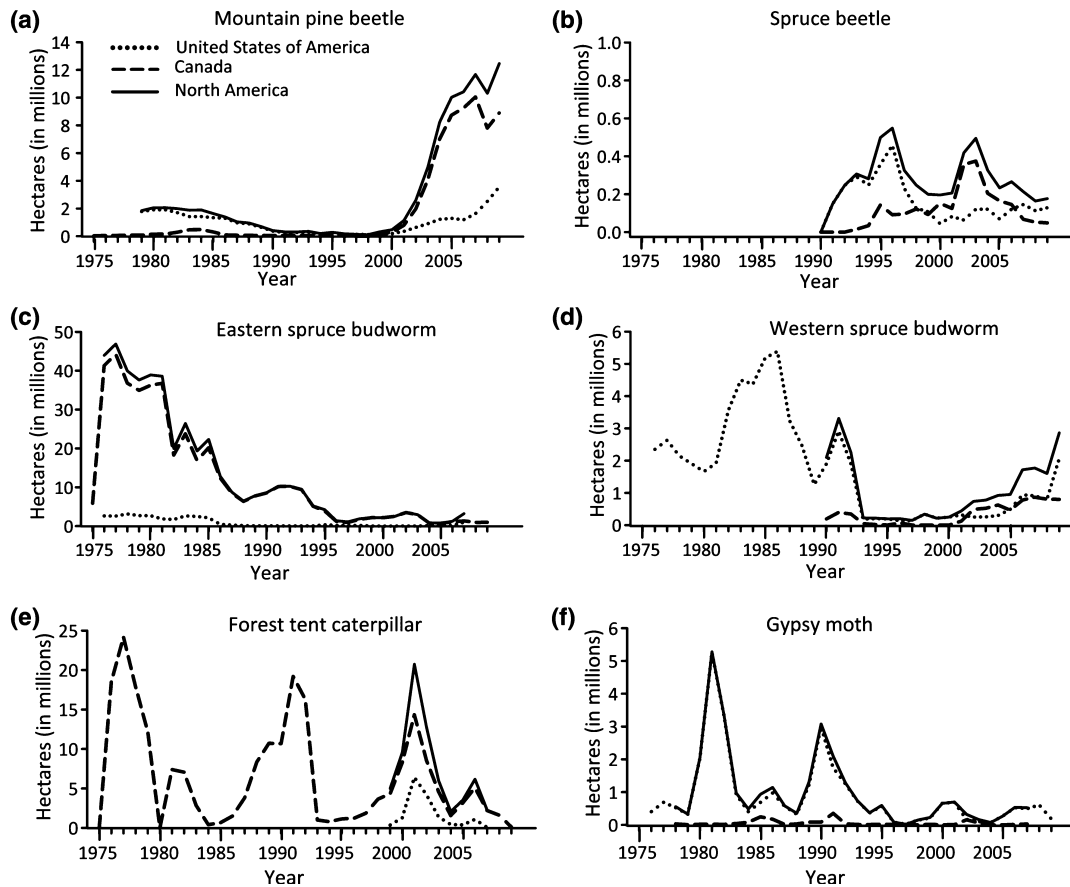 (a) Mountain pine beetle
United States of America
Canada
North America
Hectares (in millions)
14
12
10
8
6
4
2
0
1975 1980 1985 1990 1995 2000 2005
Year
(b) Spruce beetle
Hectares (in millions)
1.0
0.8
0.6
0.4
0.2
0.0
1975 1980 1985 1990 1995 2000 2005
Year
(c) Eastern spruce budworm
Hectares (in millions)
50
40
30
20
10
0
1975 1980 1985 1990 1995 2000 2005
Year
(d) Western spruce budworm
Hectares (in millions)
6
5
4
3
2
1
0
1975 1980 1985 1990 1995 2000 2005
Year
(e) Forest tent caterpillar
Hectares (in millions)
25
20
15
10
5
0
1975 1980 1985 1990 1995 2000 2005
Year
(f) Gypsy moth
Hectares (in millions)
6
5
4
3
2
1
0
1975 1980 1985 1990 1995 2000 2005
Year